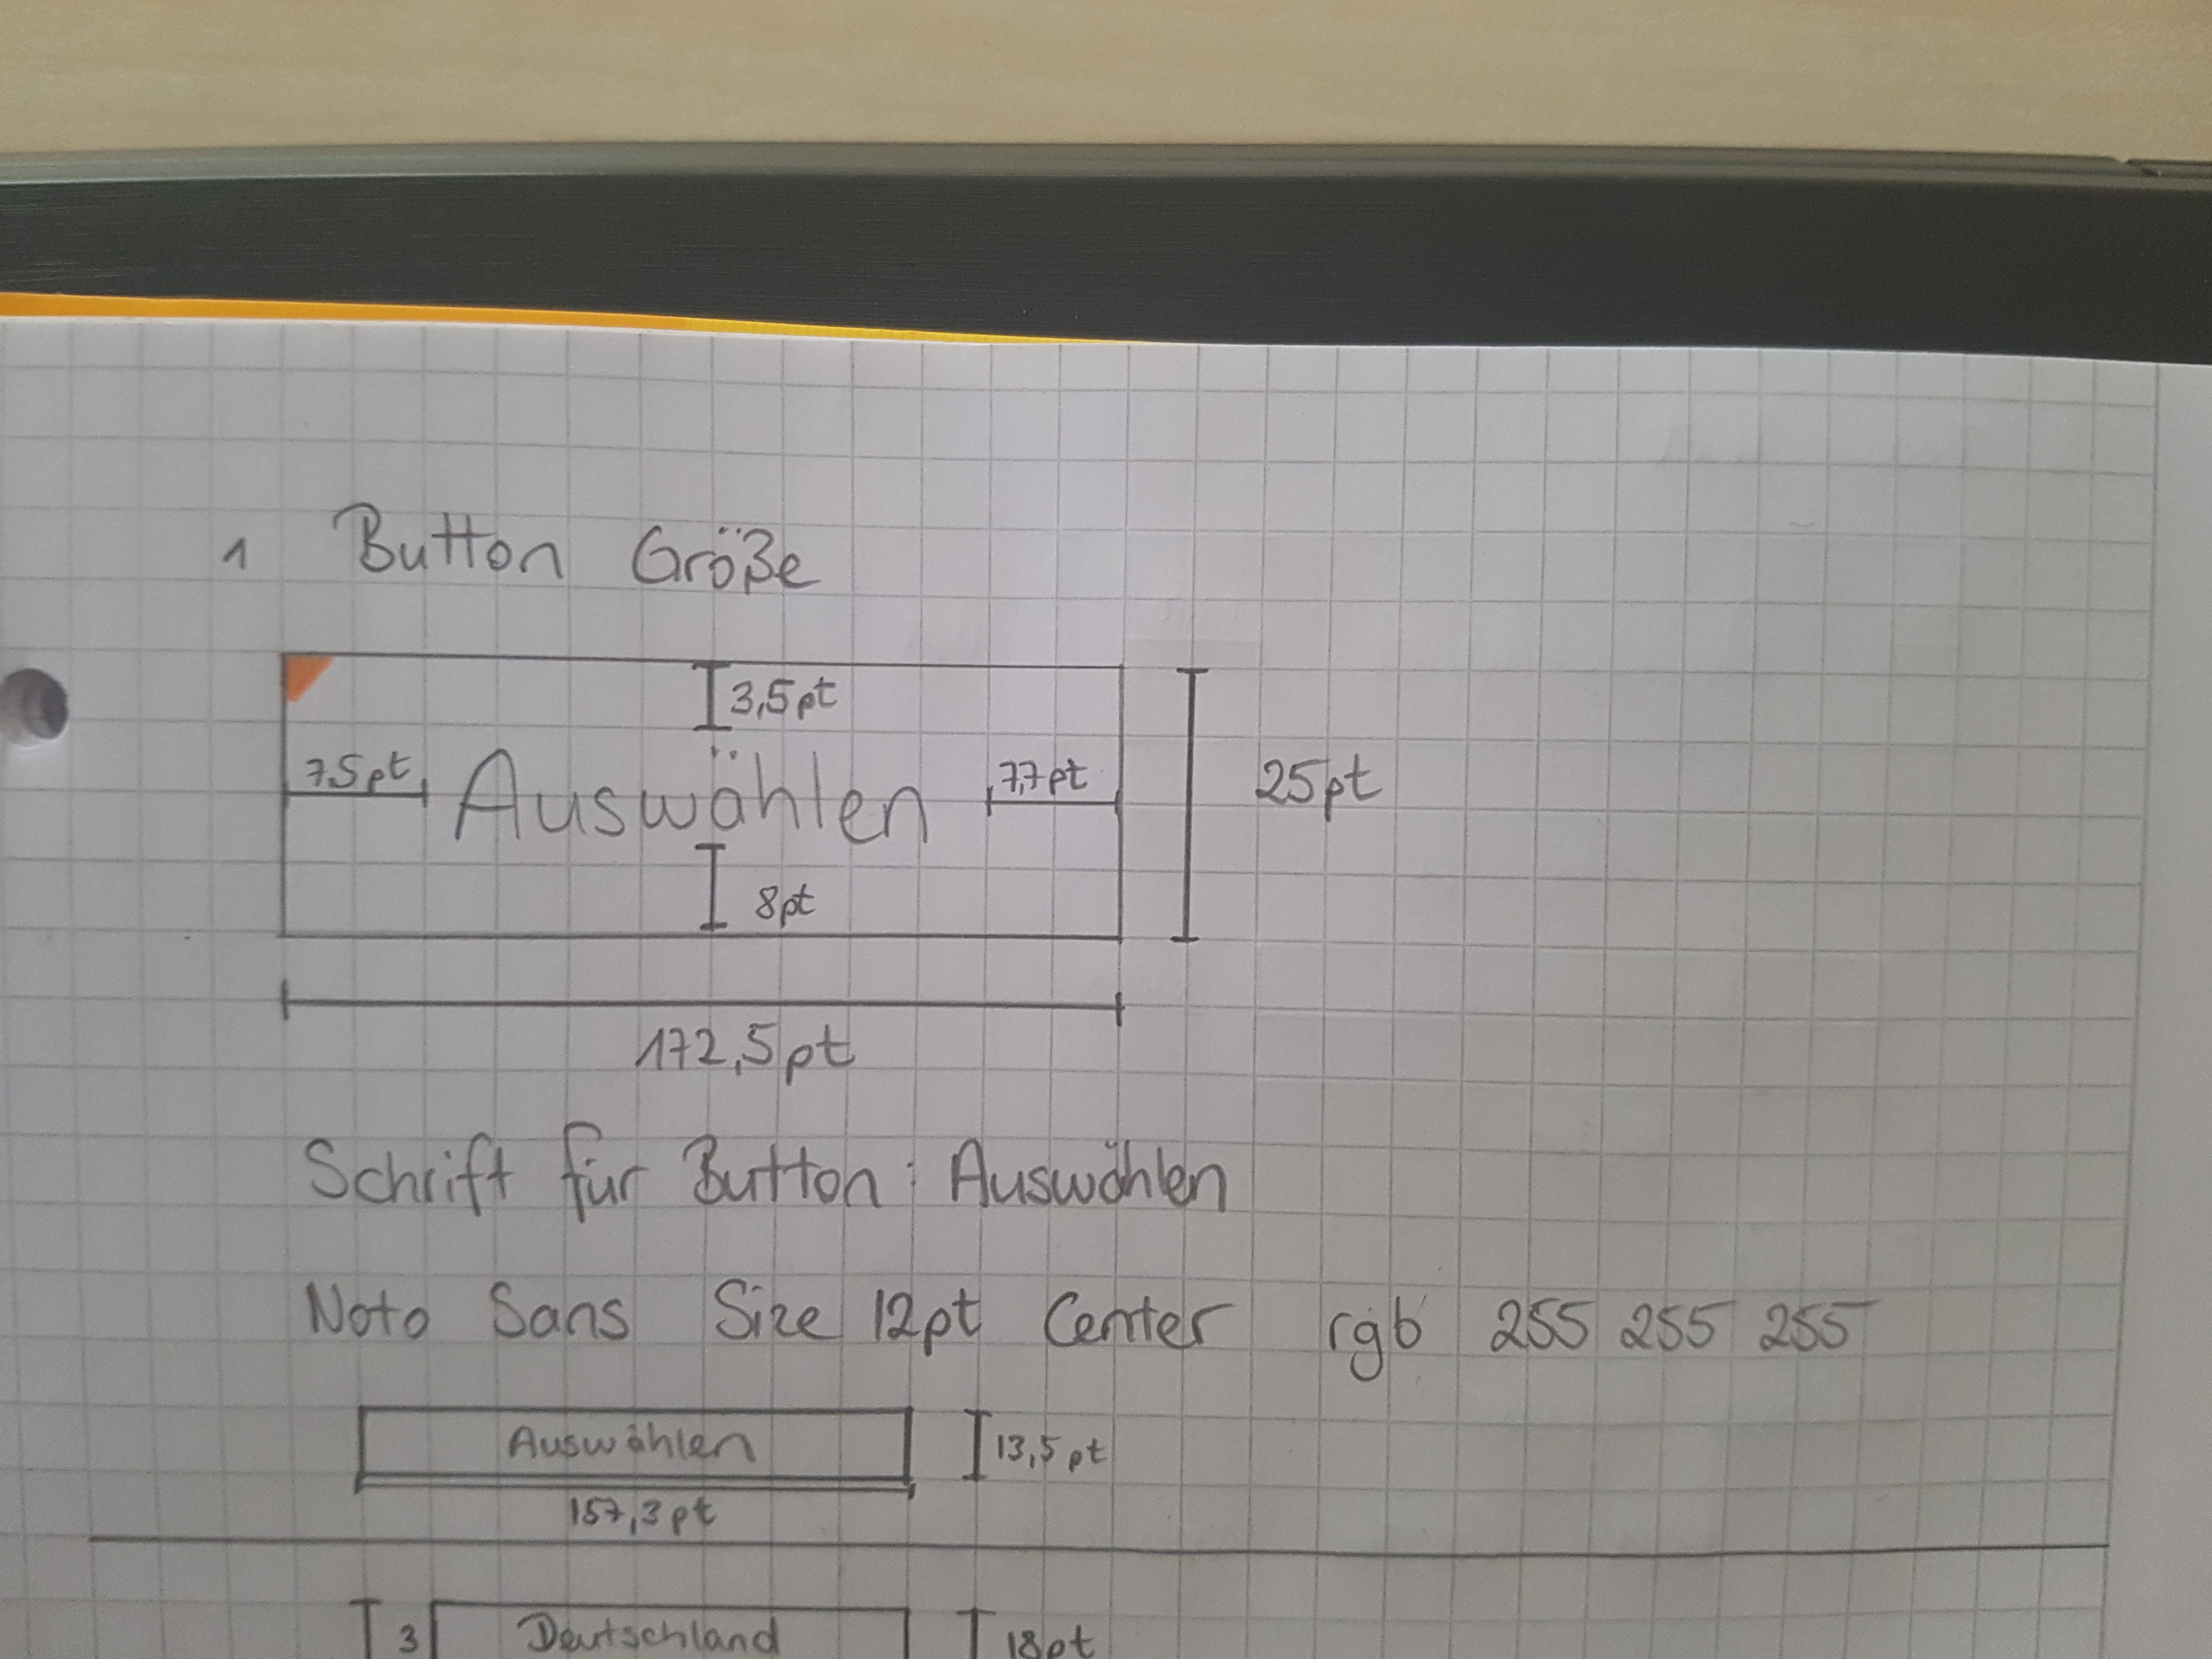 1 Button Größe
3,5pt
7,5pt Auswählen 7,7pt 25pt
8pt
172,5pt
Schrift für Button: Auswählen
Noto Sans Size 12pt Center rgb 255 255 255
Auswählen 13,5pt
157,3pt
3 Deutschland 18pt